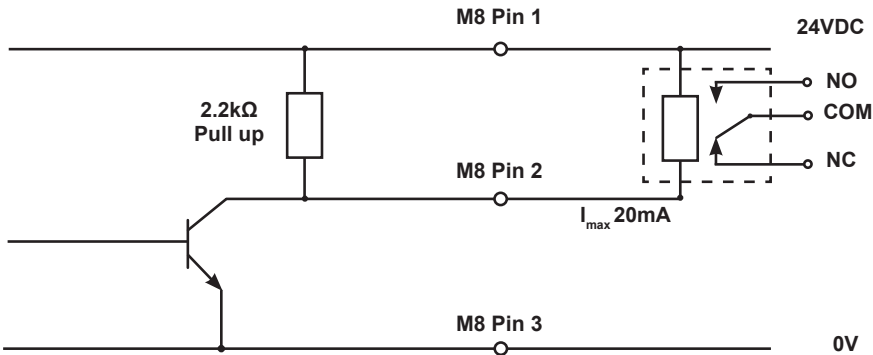 M8 Pin 1
24VDC
NO
2.2kΩ
Pull up
COM
M8 Pin 2
NC
Imax 20mA
M8 Pin 3
0V